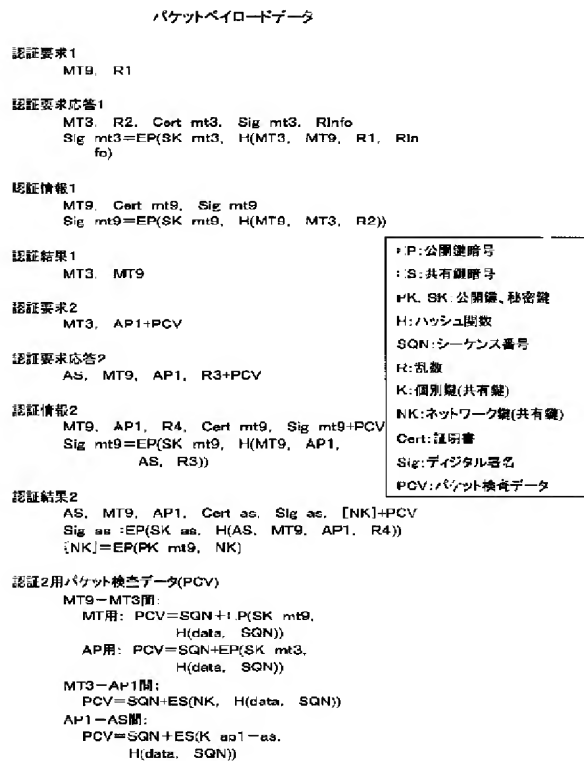 パケットペイロードデータ
認証要求1
MT9, R1
認証要求応答1
MT3, R2, Cert mt3, Sig mt3, RInfo
Sig mt3=EP(SK mt3, H(MT3, MT9, R1, RIn
fo)
認証情報1
MT9, Cert mt9, Sig mt9
Sig mt9=EP(SK mt9, H(MT9, MT3, R2))
認証結果1
MT3, MT9
認証要求2
MT3, AP1+PCV
認証要求応答2
AS, MT9, AP1, R3+PCV
認証情報2
MT9, AP1, R4, Cert mt9, Sig mt9+PCV
Sig mt9=EP(SK mt9, H(MT9, AP1,
AS, R3))
認証結果2
AS, MT9, AP1, Cert as, Sig as, [NK]+PCV
Sig as=EP(SK as, H(AS, MT9, AP1, R4))
[NK]=EP(PK mt9, NK)
認証2用パケット検査データ(PCV)
MT9-MT3間:
MT用: PCV=SQN+EP(SK mt9,
H(data, SQN))
AP用: PCV=SQN+EP(SK mt3,
H(data, SQN))
MT3-AP1間:
PCV=SQN+ES(NK, H(data, SQN))
AP1-AS間:
PCV=SQN+ES(K ap1-as,
H(data, SQN))
EP:公開鍵暗号
ES:共有鍵暗号
PK, SK:公開鍵、秘密鍵
H:ハッシュ関数
SQN:シーケンス番号
R:乱数
K:個別鍵(共有鍵)
NK:ネットワーク鍵(共有鍵)
Cert:証明書
Sig:ディジタル署名
PCV:パケット検査データ